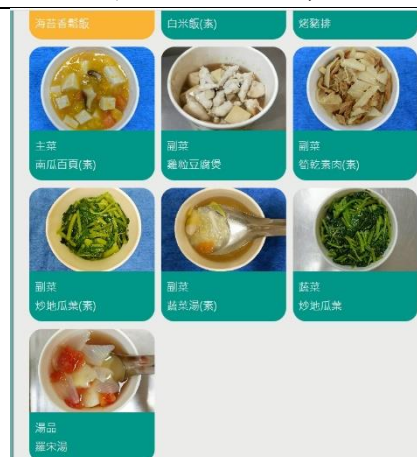 海苔香鬆飯
白米飯(素)
烤豬排
主菜
南瓜百頁(素)
副菜
雞粒豆腐煲
副菜
筍乾素肉(素)
副菜
炒地瓜葉(素)
副菜
蔬菜湯(素)
蔬菜
炒地瓜葉
湯品
羅宋湯